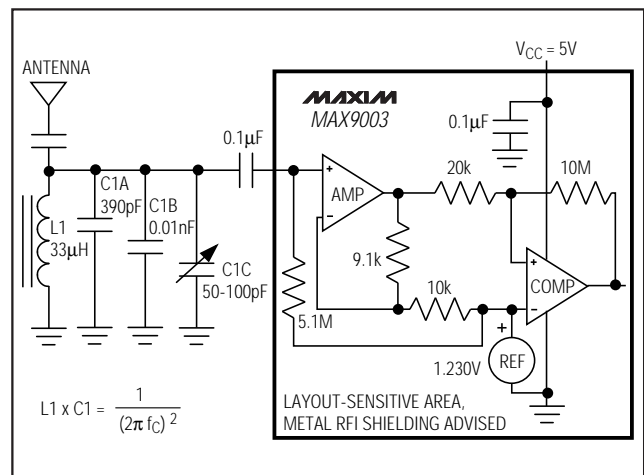 ANTENNA
L1
33µH
C1A
390pF
C1B
0.01nF
C1C
50-100pF
0.1µF
MAXIM
MAX9003
V_CC = 5V
0.1µF
+
AMP
−
20k
10M
9.1k
10k
5.1M
+
COMP
−
+
REF
1.230V
LAYOUT-SENSITIVE AREA,
METAL RFI SHIELDING ADVISED
L1 x C1 = 1 / (2π f_C)²